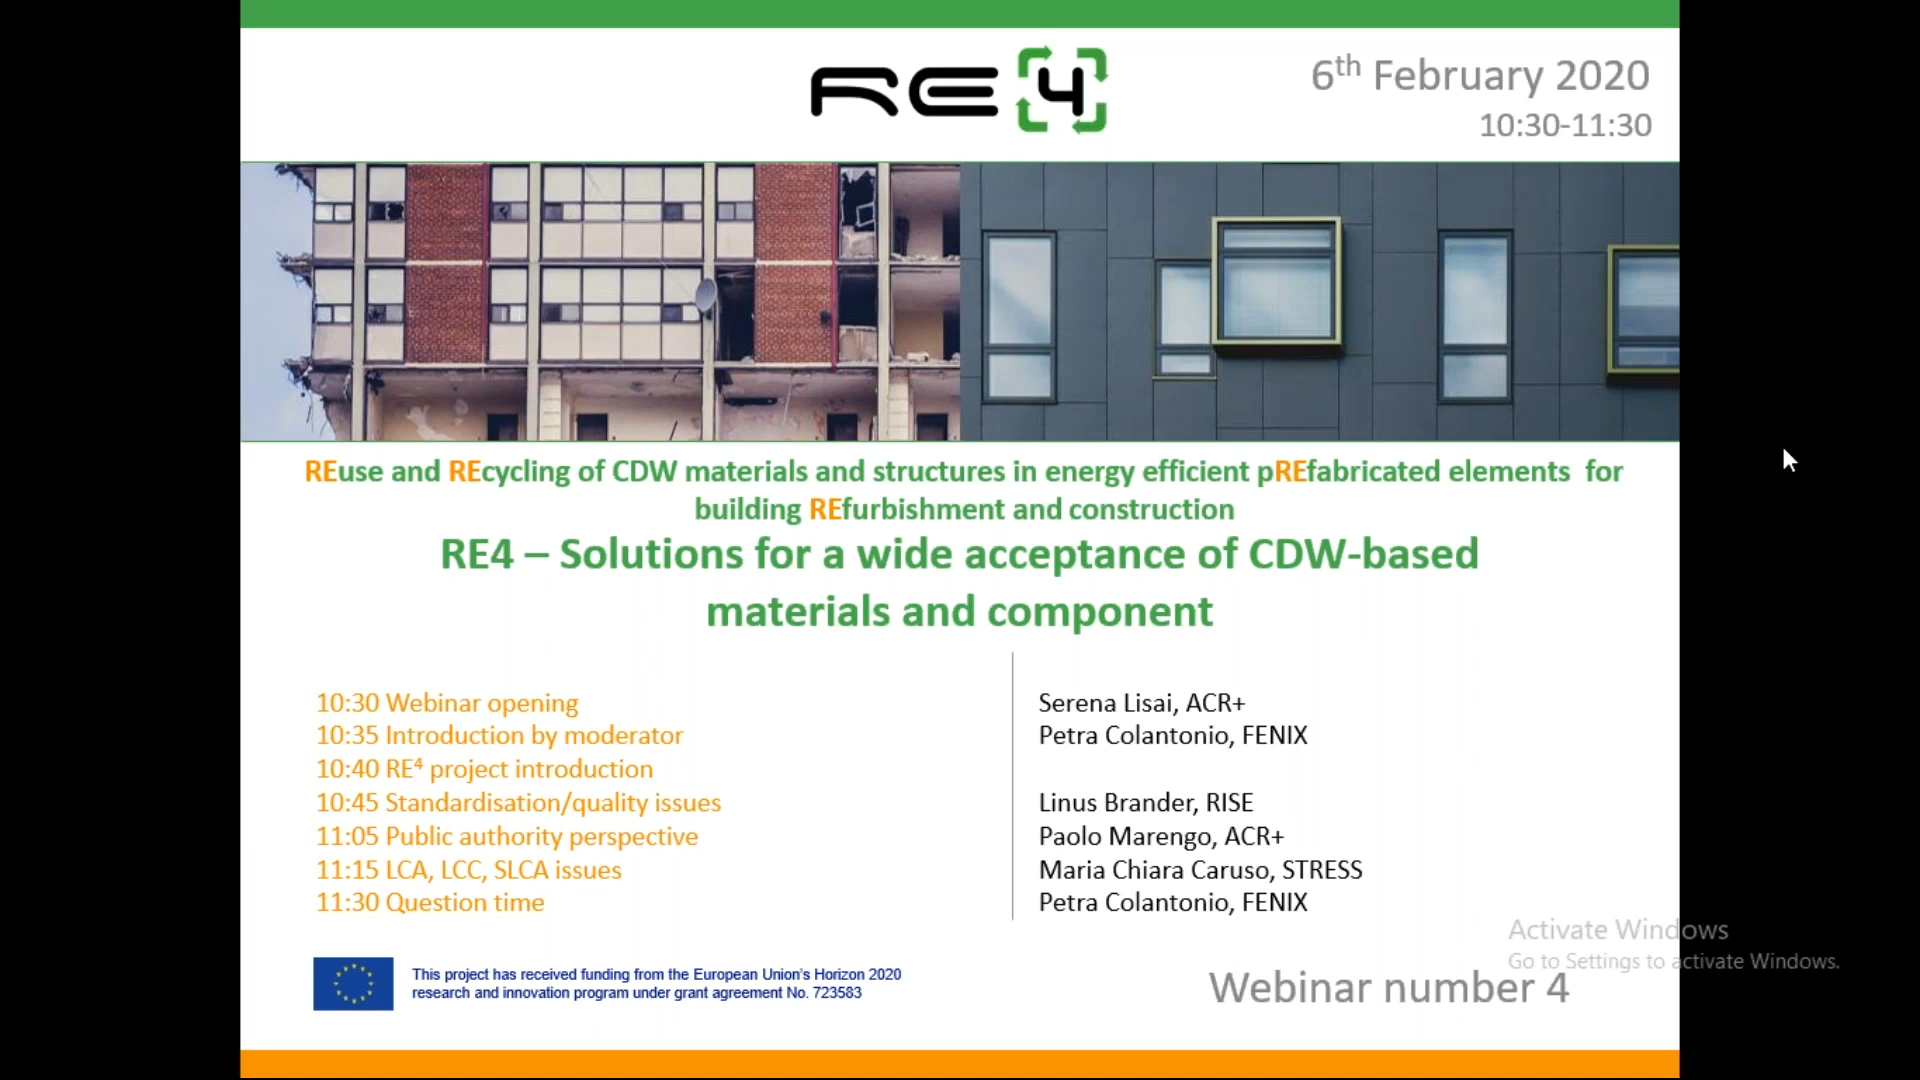 RE4
6th February 2020
10:30-11:30
REuse and REcycling of CDW materials and structures in energy efficient pREfabricated elements for
building REfurbishment and construction
RE4 – Solutions for a wide acceptance of CDW-based
materials and component
10:30 Webinar opening
Serena Lisai, ACR+
10:35 Introduction by moderator
Petra Colantonio, FENIX
10:40 RE⁴ project introduction
10:45 Standardisation/quality issues
Linus Brander, RISE
11:05 Public authority perspective
Paolo Marengo, ACR+
11:15 LCA, LCC, SLCA issues
Maria Chiara Caruso, STRESS
11:30 Question time
Petra Colantonio, FENIX
Activate Windows
Go to Settings to activate Windows.
This project has received funding from the European Union's Horizon 2020
research and innovation program under grant agreement No. 723583
Webinar number 4